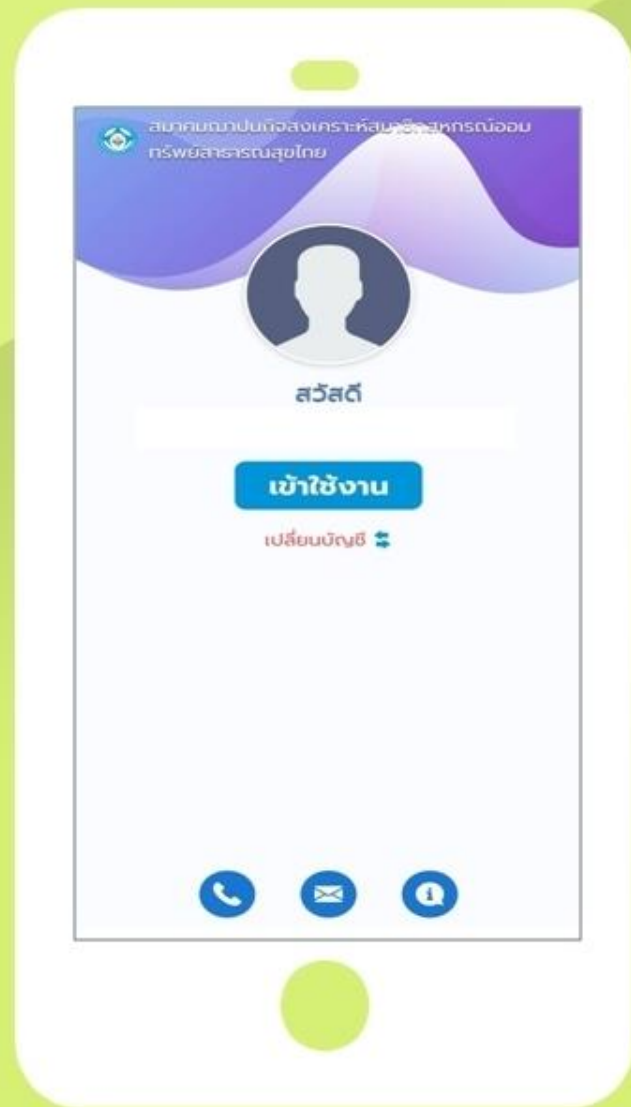 สมาคมฌาปนกิจสงเคราะห์สมาชิกสหกรณ์ออม
ทรัพย์สาธารณสุขไทย
สวัสดี
เข้าใช้งาน
เปลี่ยนบัญชี